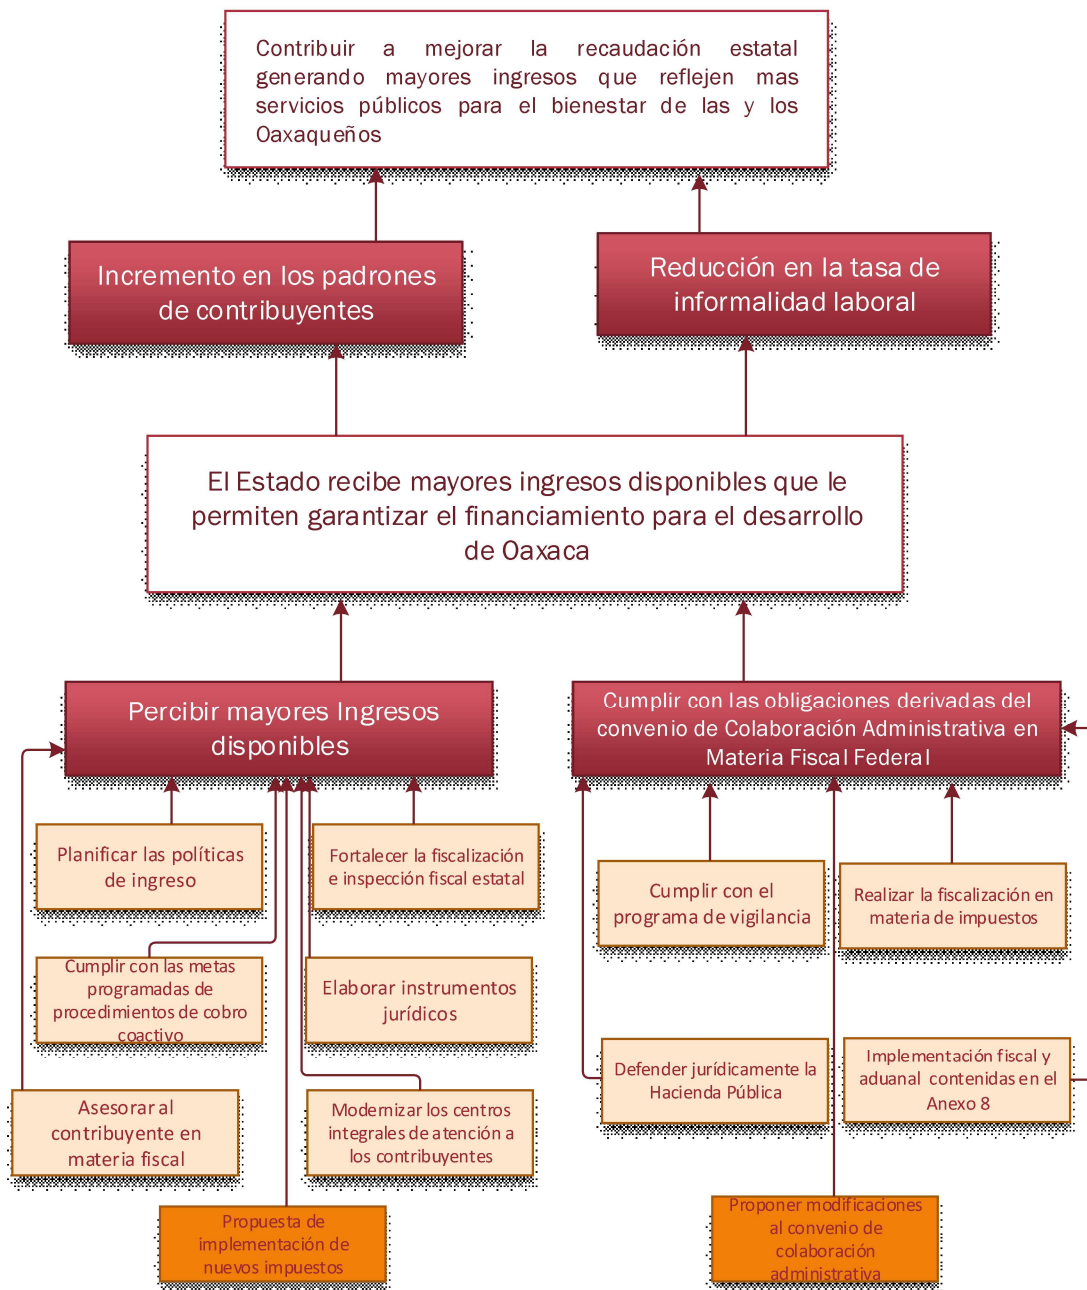 Contribuir a mejorar la recaudación estatal
generando mayores ingresos que reflejen mas
servicios públicos para el bienestar de las y los
Oaxaqueños
Incremento en los padrones
de contribuyentes
Reducción en la tasa de
informalidad laboral
El Estado recibe mayores ingresos disponibles que le
permiten garantizar el financiamiento para el desarrollo
de Oaxaca
Percibir mayores Ingresos
disponibles
Cumplir con las obligaciones derivadas del
convenio de Colaboración Administrativa en
Materia Fiscal Federal
Planificar las políticas
de ingreso
Fortalecer la fiscalización
e inspección fiscal estatal
Cumplir con el
programa de vigilancia
Realizar la fiscalización en
materia de impuestos
Cumplir con las metas
programadas de
procedimientos de cobro
coactivo
Elaborar instrumentos
jurídicos
Defender jurídicamente la
Hacienda Pública
Implementación fiscal y
aduanal contenidas en el
Anexo 8
Asesorar al
contribuyente en
materia fiscal
Modernizar los centros
integrales de atención a
los contribuyentes
Propuesta de
implementación de
nuevos impuestos
Proponer modificaciones
al convenio de
colaboración
administrativa